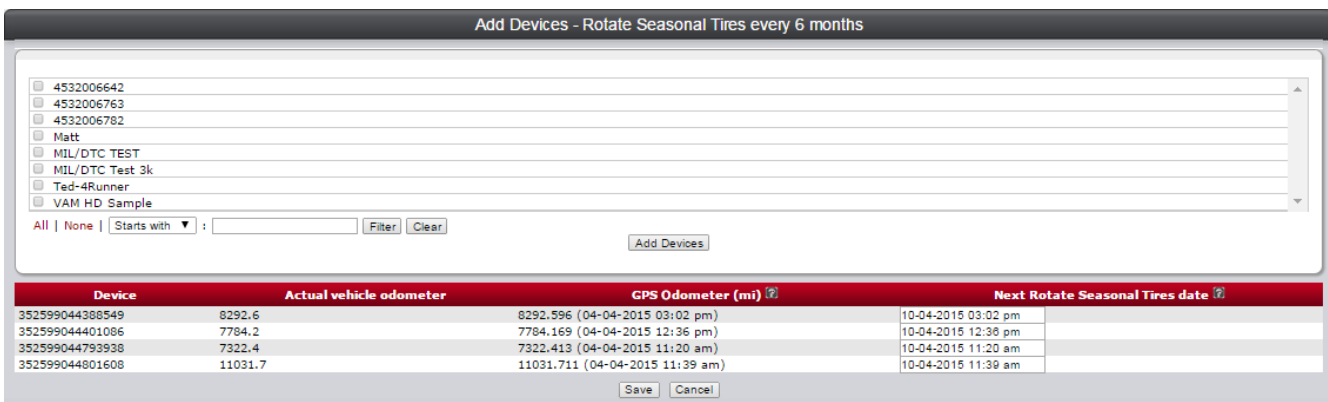 Add Devices - Rotate Seasonal Tires every 6 months
4532006642
4532006763
4532006782
Matt
MIL/DTC TEST
MIL/DTC Test 3k
Ted-4Runner
VAM HD Sample
All | None | Starts with ▼ : Filter Clear
Add Devices
Device Actual vehicle odometer GPS Odometer (mi) [?] Next Rotate Seasonal Tires date [?]
352599044388549 8292.6 8292.596 (04-04-2015 03:02 pm) 10-04-2015 03:02 pm
352599044401086 7784.2 7784.169 (04-04-2015 12:36 pm) 10-04-2015 12:36 pm
352599044793938 7322.4 7322.413 (04-04-2015 11:20 am) 10-04-2015 11:20 am
352599044801608 11031.7 11031.711 (04-04-2015 11:39 am) 10-04-2015 11:39 am
Save Cancel